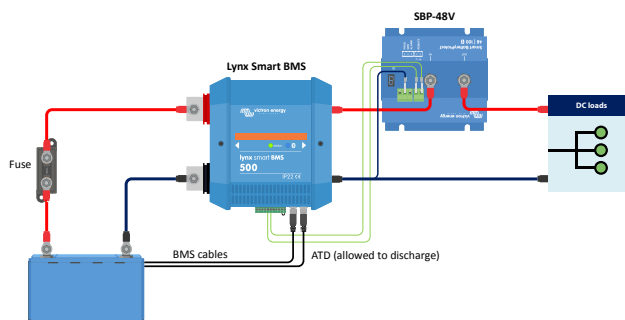 SBP-48V
Lynx Smart BMS
victron energy
lynx smart BMS
500
IP22
DC loads
Fuse
BMS cables
ATD (allowed to discharge)